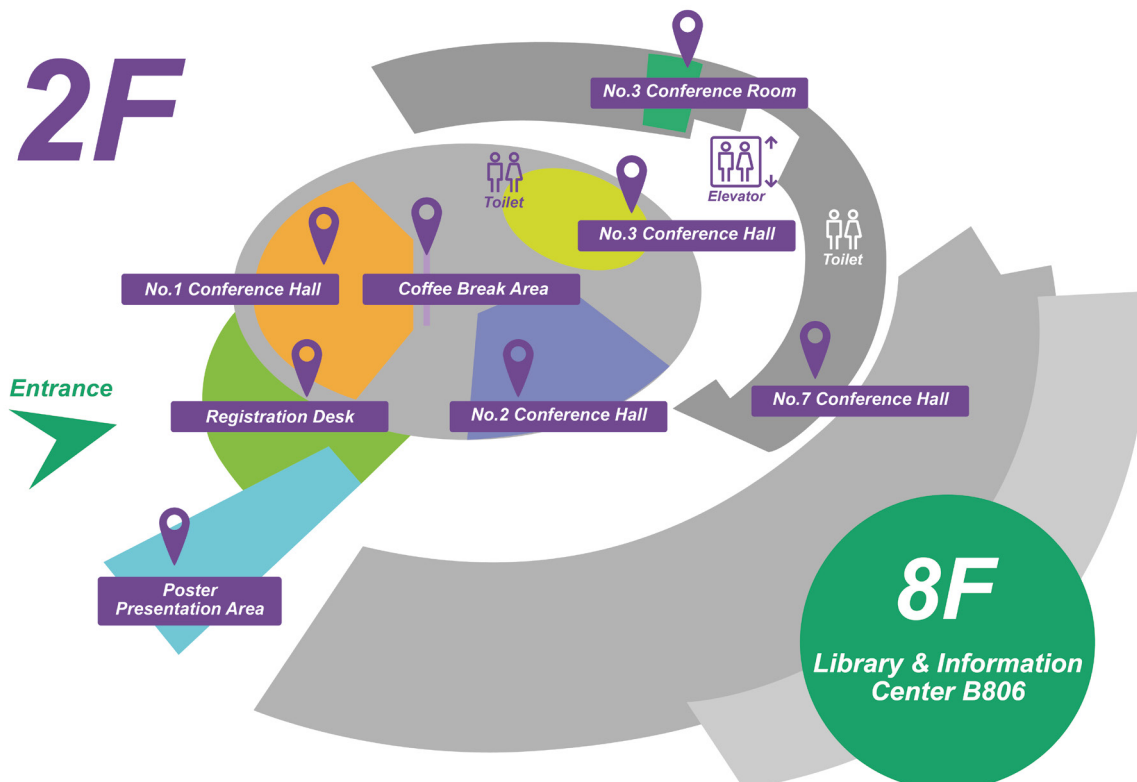 2F
No.3 Conference Room
Elevator
Toilet
No.3 Conference Hall
Toilet
No.1 Conference Hall
Coffee Break Area
Entrance
Registration Desk
No.2 Conference Hall
No.7 Conference Hall
Poster
Presentation Area
8F
Library & Information
Center B806